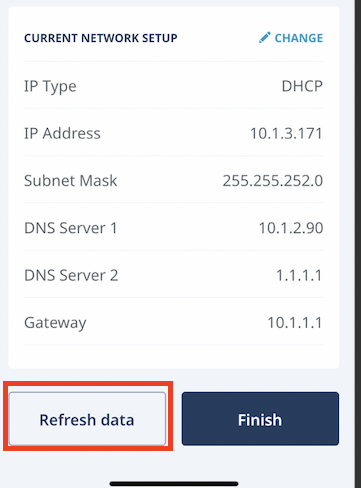 CURRENT NETWORK SETUP CHANGE
IP Type DHCP
IP Address 10.1.3.171
Subnet Mask 255.255.252.0
DNS Server 1 10.1.2.90
DNS Server 2 1.1.1.1
Gateway 10.1.1.1
Refresh data Finish